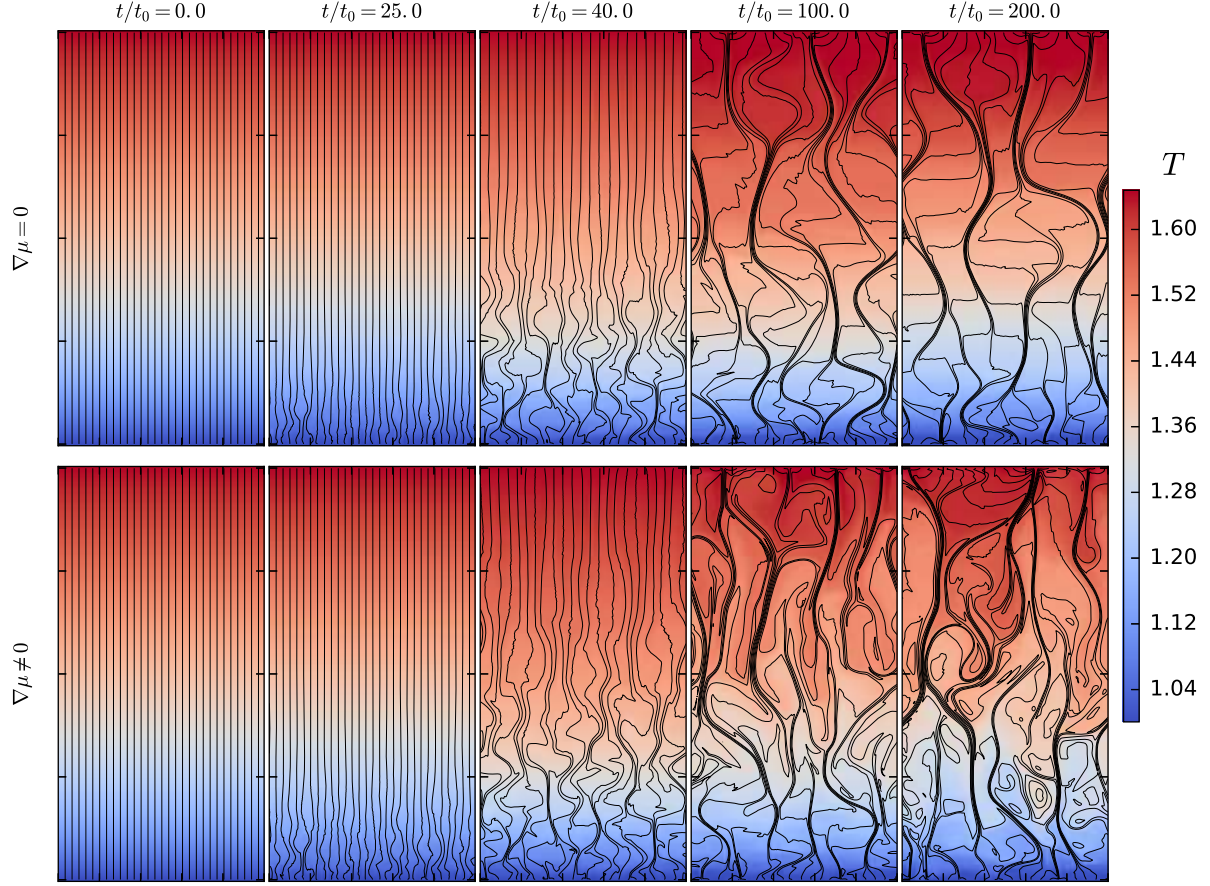 t/t₀ = 0.0
t/t₀ = 25.0
t/t₀ = 40.0
t/t₀ = 100.0
t/t₀ = 200.0
∇μ = 0
∇μ ≠ 0
T
1.60
1.52
1.44
1.36
1.28
1.20
1.12
1.04